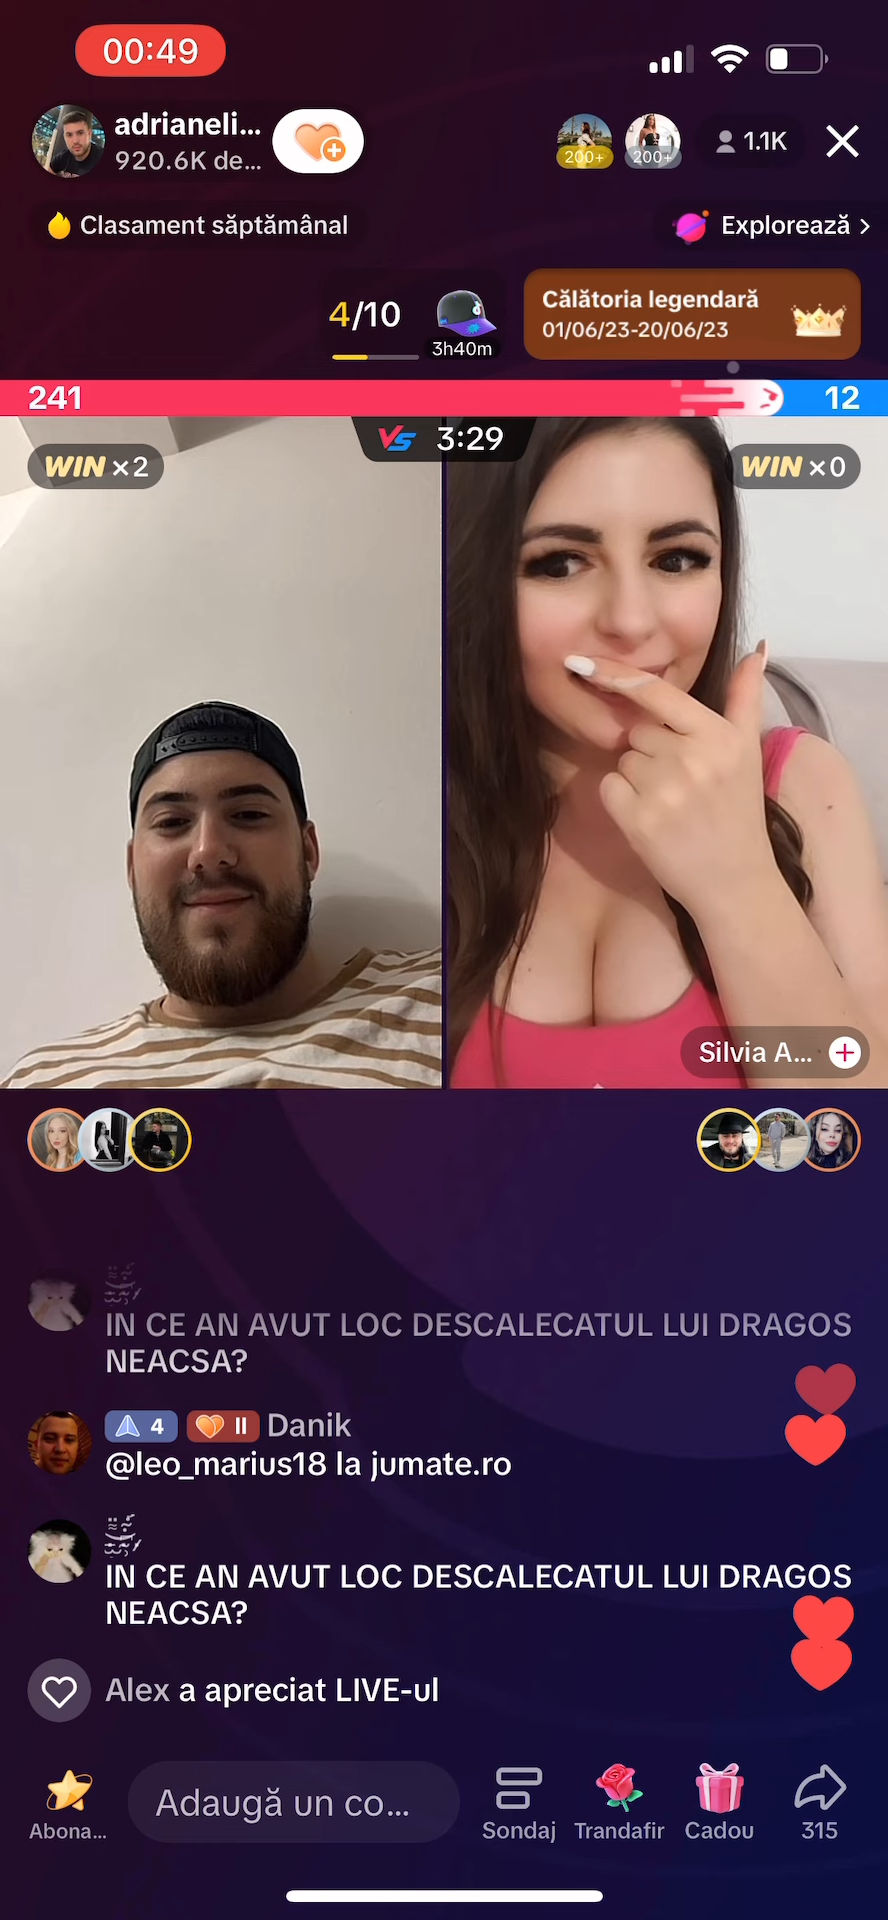 00:49
adrianeli...
920.6K de...
200+
200+
1.1K
Clasament săptămânal
Explorează >
4/10
3h40m
Călătoria legendară
01/06/23-20/06/23
241
12
VS 3:29
WIN ×2
WIN ×0
Silvia A...
IN CE AN AVUT LOC DESCALECATUL LUI DRAGOS
NEACSA?
4 II Danik
@leo_marius18 la jumate.ro
IN CE AN AVUT LOC DESCALECATUL LUI DRAGOS
NEACSA?
Alex a apreciat LIVE-ul
Adaugă un co...
Abona...
Sondaj
Trandafir
Cadou
315